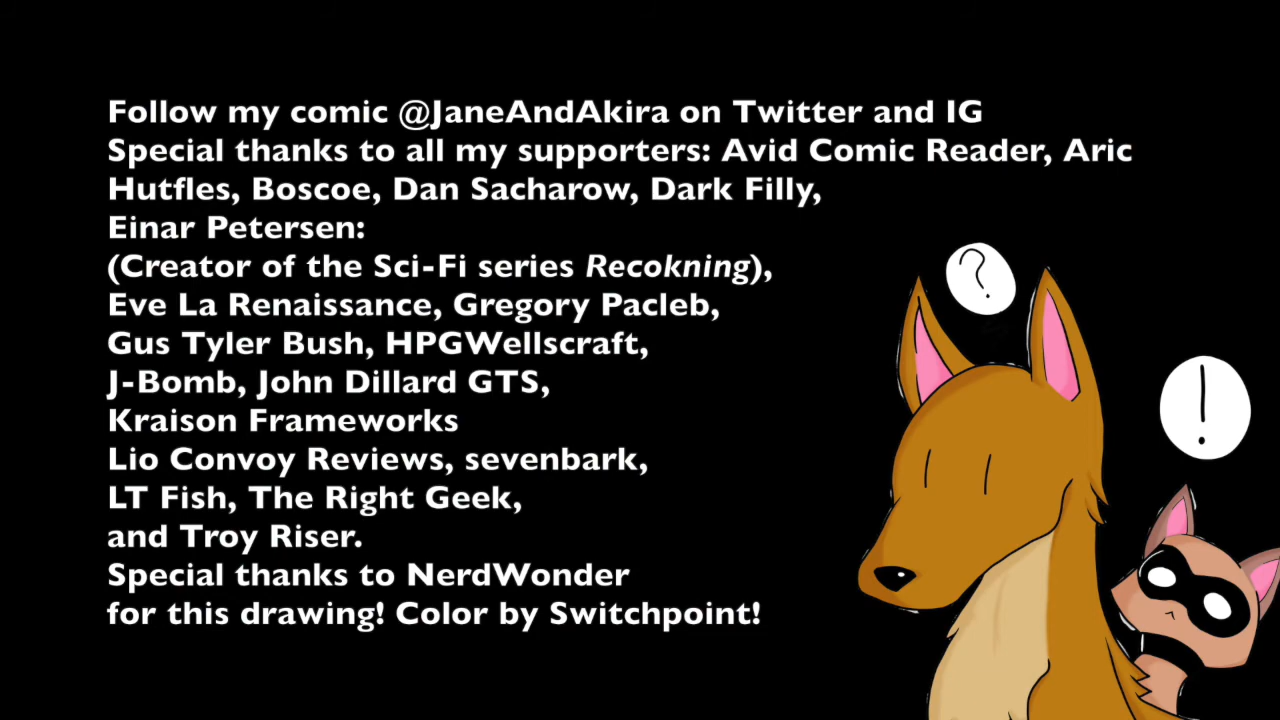 Follow my comic @JaneAndAkira on Twitter and IG
Special thanks to all my supporters: Avid Comic Reader, Aric
Hutfles, Boscoe, Dan Sacharow, Dark Filly,
Einar Petersen:
(Creator of the Sci-Fi series Recokning),
Eve La Renaissance, Gregory Pacleb,
Gus Tyler Bush, HPGWellscraft,
J-Bomb, John Dillard GTS,
Kraison Frameworks
Lio Convoy Reviews, sevenbark,
LT Fish, The Right Geek,
and Troy Riser.
Special thanks to NerdWonder
for this drawing! Color by Switchpoint!
?
!